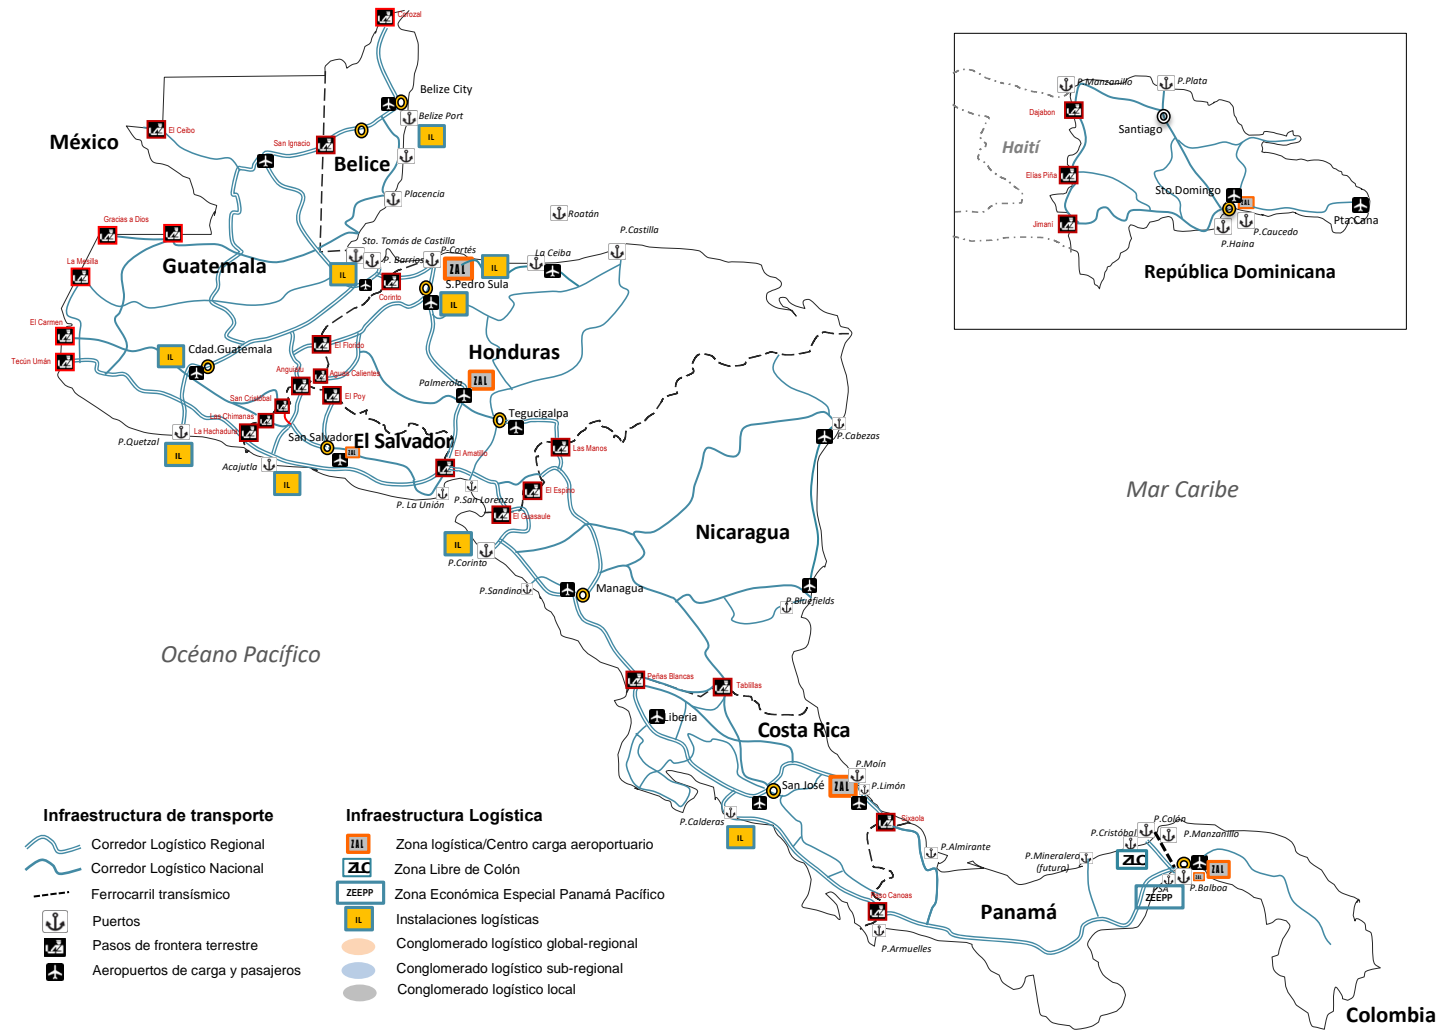 Corozal
Belize City
Belize Port
IL
México
El Ceibo
San Ignacio
Belice
Placencia
Roatán
Gracias a Dios
Guatemala
La Mesilla
Sto. Tomás de Castilla
P. Barrios
P.Cortés
La Ceiba
P.Castilla
IL
ZAL
IL
Corinto
S.Pedro Sula
IL
El Carmen
Tecún Umán
IL
Cdad.Guatemala
El Florido
Honduras
Anguiatú
Aguas Calientes
Palmerola
ZAL
El Poy
San Cristóbal
Las Chinamas
La Hachadura
Tegucigalpa
P.Quetzal
IL
San Salvador
ZAL
El Salvador
Las Manos
P.Cabezas
Acajutla
IL
El Amatillo
P. La Unión
P.San Lorenzo
El Espino
El Guasaule
Mar Caribe
Nicaragua
IL
P.Corinto
P.Sandino
Managua
P.Bluefields
Océano Pacífico
Peñas Blancas
Tablillas
Liberia
Costa Rica
San José
ZAL
P.Moín
P.Limón
P.Calderas
IL
Sixaola
P.Almirante
Paso Canoas
P.Armuelles
Panamá
P.Mineralero
(futuro)
P.Cristóbal
P.Colón
P.Manzanillo
ZLC
ZAL
ZAL
P.Balboa
PSA
ZEEPP
Colombia
P.Manzanillo
P.Plata
Dajabon
Santiago
Haití
Elías Piña
Sto.Domingo
ZAL
Jimaní
P.Haina
P.Caucedo
Pta.Cana
República Dominicana
Infraestructura de transporte
Corredor Logístico Regional
Corredor Logístico Nacional
Ferrocarril transísmico
Puertos
Pasos de frontera terrestre
Aeropuertos de carga y pasajeros
Infraestructura Logística
ZAL Zona logística/Centro carga aeroportuario
ZLC Zona Libre de Colón
ZEEPP Zona Económica Especial Panamá Pacífico
IL Instalaciones logísticas
Conglomerado logístico global-regional
Conglomerado logístico sub-regional
Conglomerado logístico local